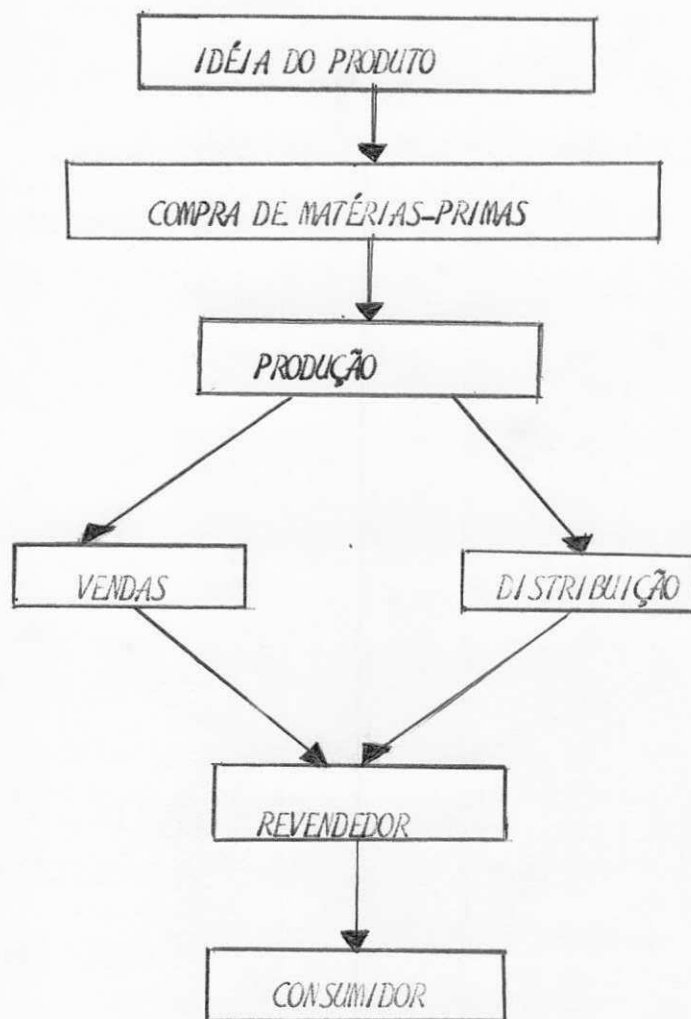 IDÉIA DO PRODUTO
COMPRA DE MATÉRIAS-PRIMAS
PRODUÇÃO
VENDAS
DISTRIBUIÇÃO
REVENDEDOR
CONSUMIDOR